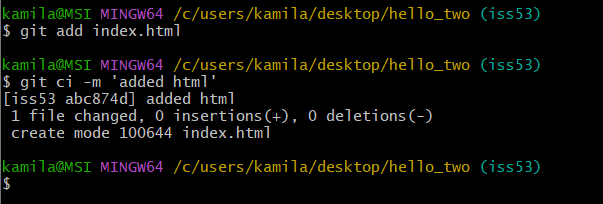 kamila@MSI MINGW64 /c/users/kamila/desktop/hello_two (iss53)
$ git add index.html
kamila@MSI MINGW64 /c/users/kamila/desktop/hello_two (iss53)
$ git ci -m 'added html'
[iss53 abc874d] added html
 1 file changed, 0 insertions(+), 0 deletions(-)
 create mode 100644 index.html
kamila@MSI MINGW64 /c/users/kamila/desktop/hello_two (iss53)
$